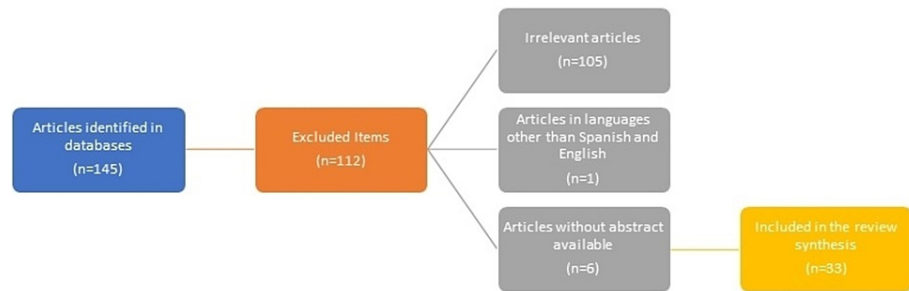 Articles identified in
databases
(n=145)
Excluded Items
(n=112)
Irrelevant articles
(n=105)
Articles in languages
other than Spanish and
English
(n=1)
Articles without abstract
available
(n=6)
Included in the review
synthesis
(n=33)